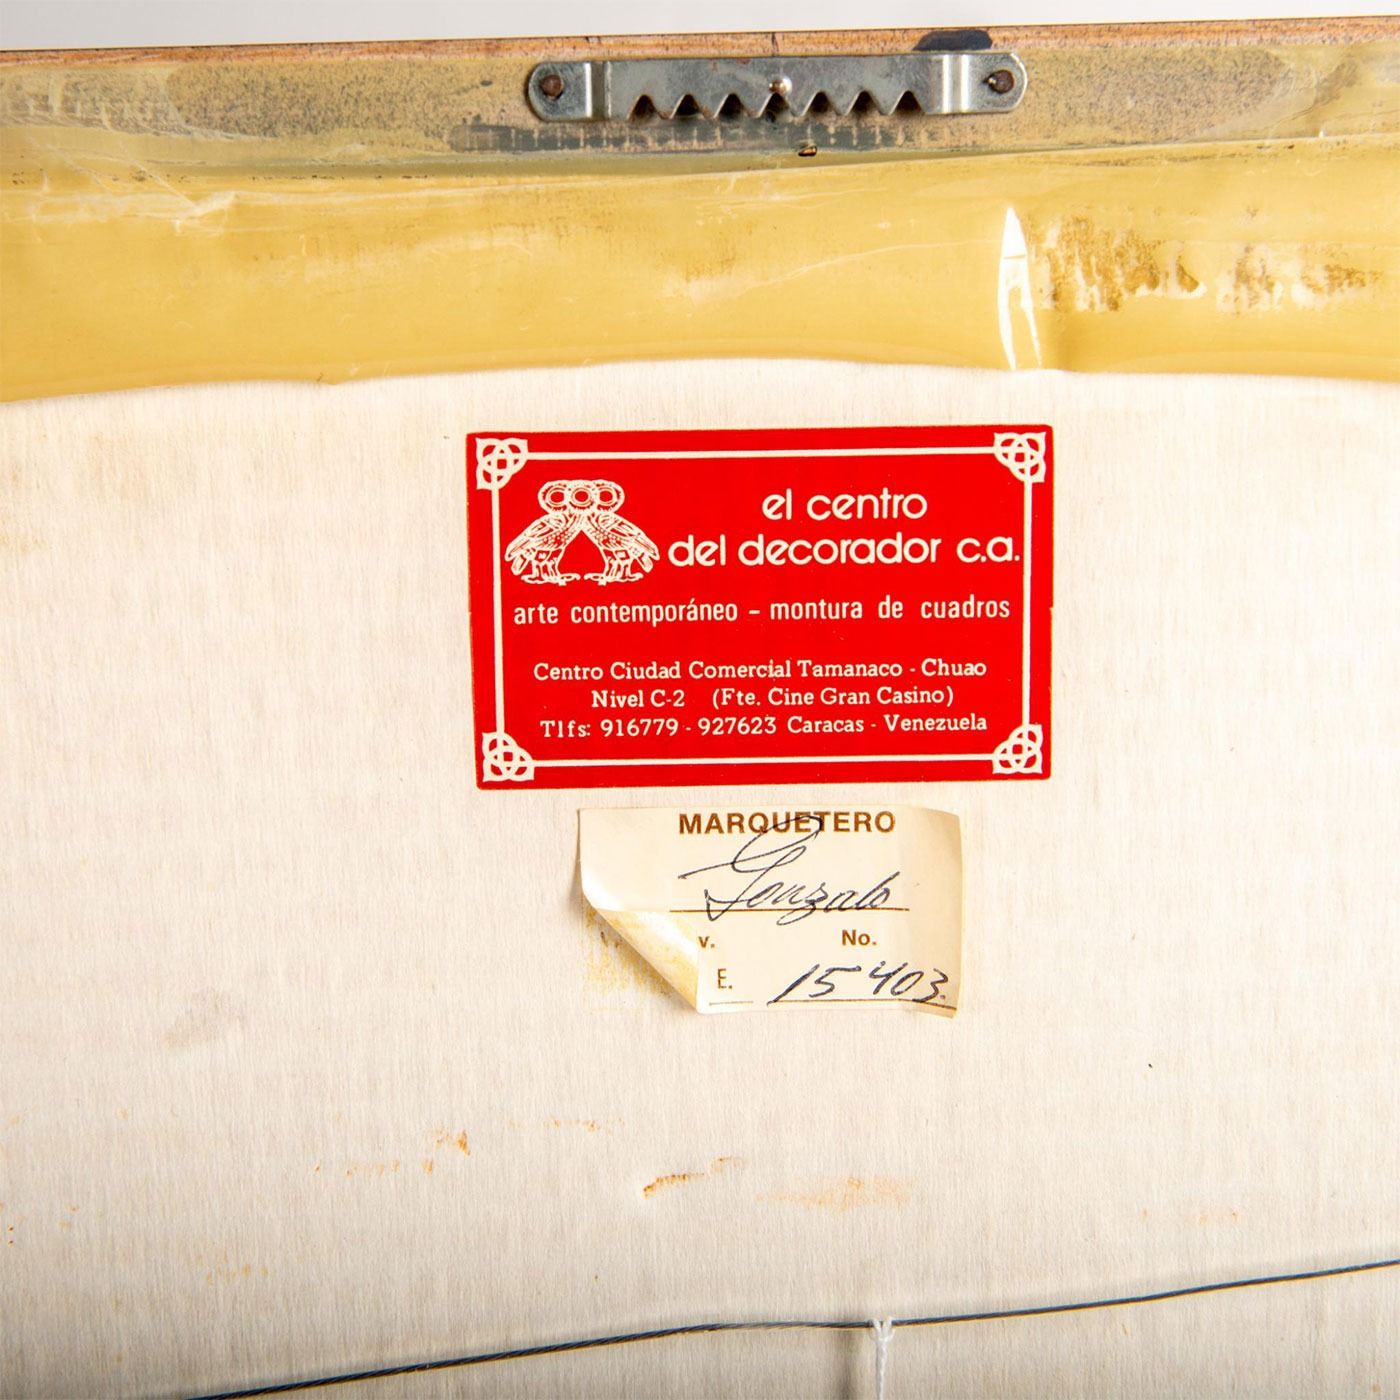 el centro
del decorador c.a.
arte contemporáneo - montura de cuadros
Centro Ciudad Comercial Tamanaco - Chuao
Nivel C-2 (Fte. Cine Gran Casino)
Tlfs: 916779 - 927623 Caracas - Venezuela
MARQUETERO
Gonzalo
v. No.
E. 15403.